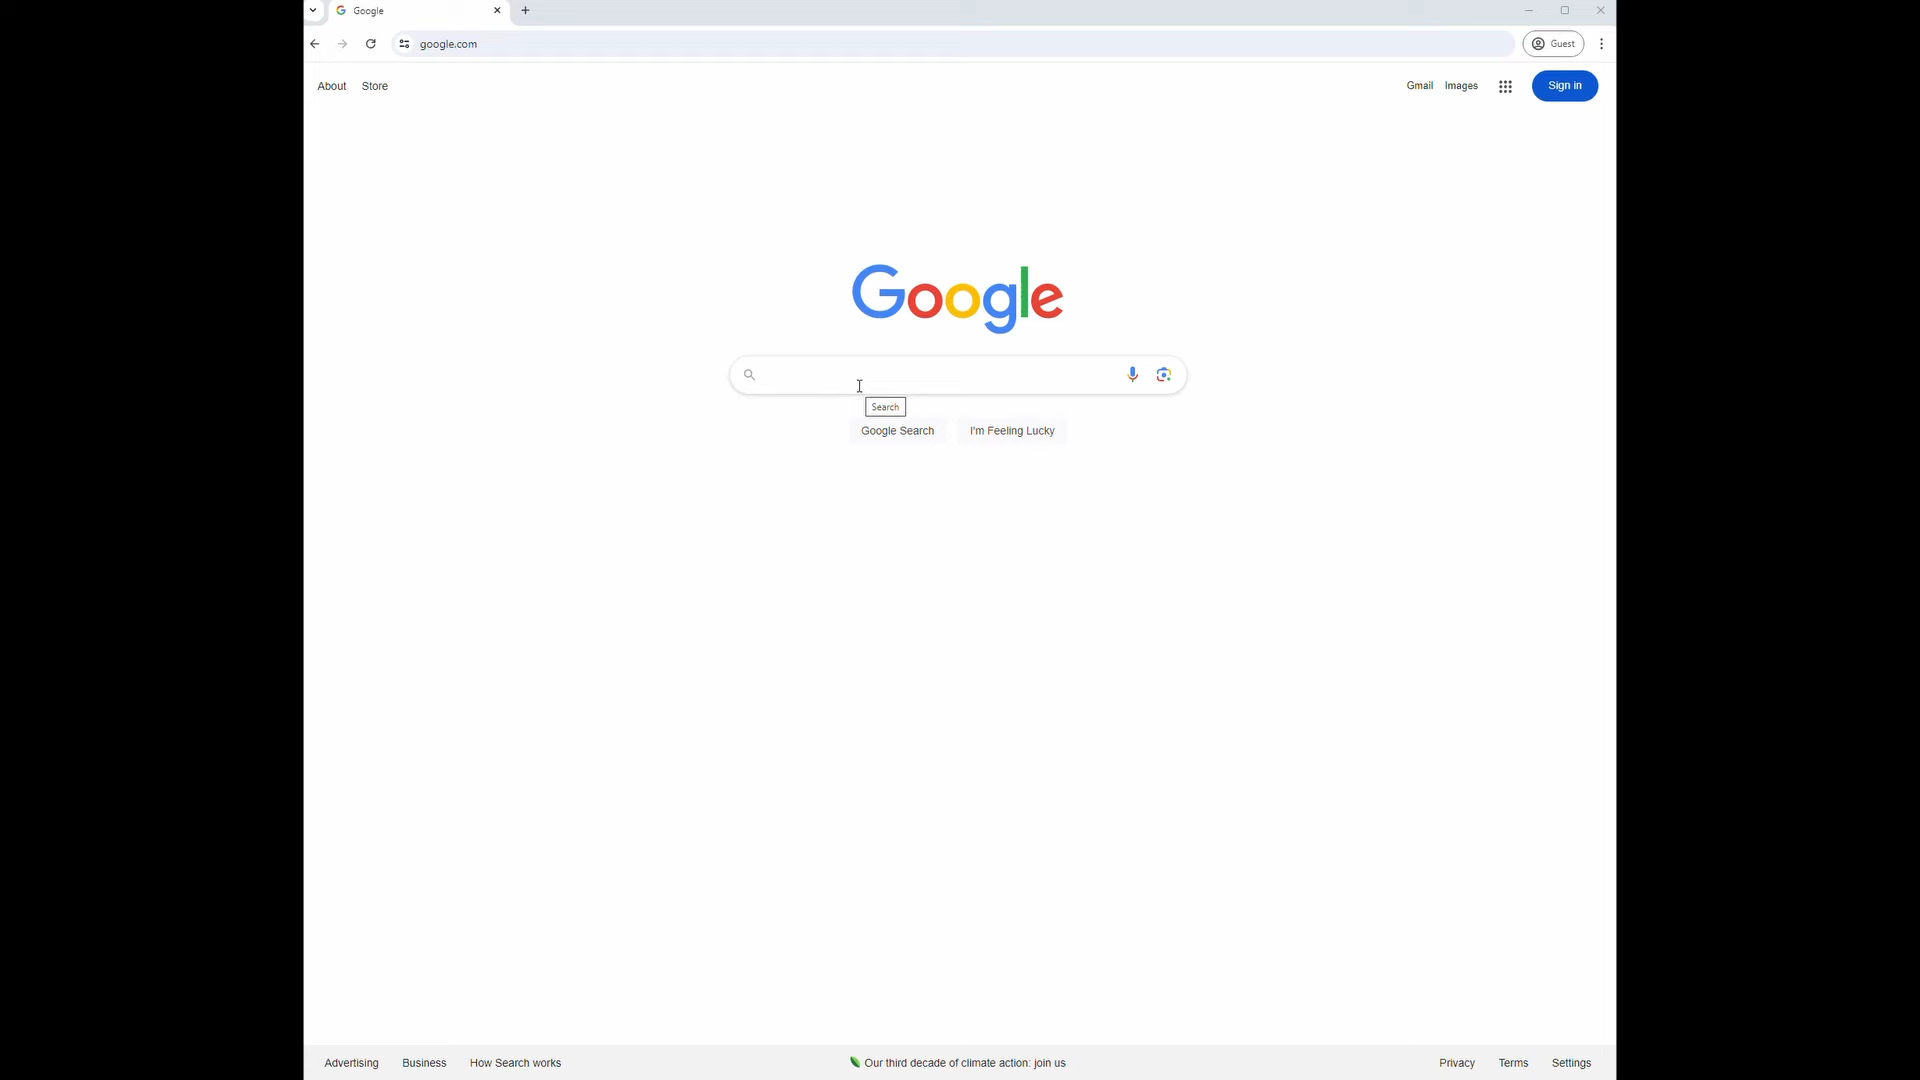 Google
google.com
Guest
About Store
Gmail Images Sign in
Google
Search
Google Search I'm Feeling Lucky
Advertising Business How Search works
Our third decade of climate action: join us
Privacy Terms Settings